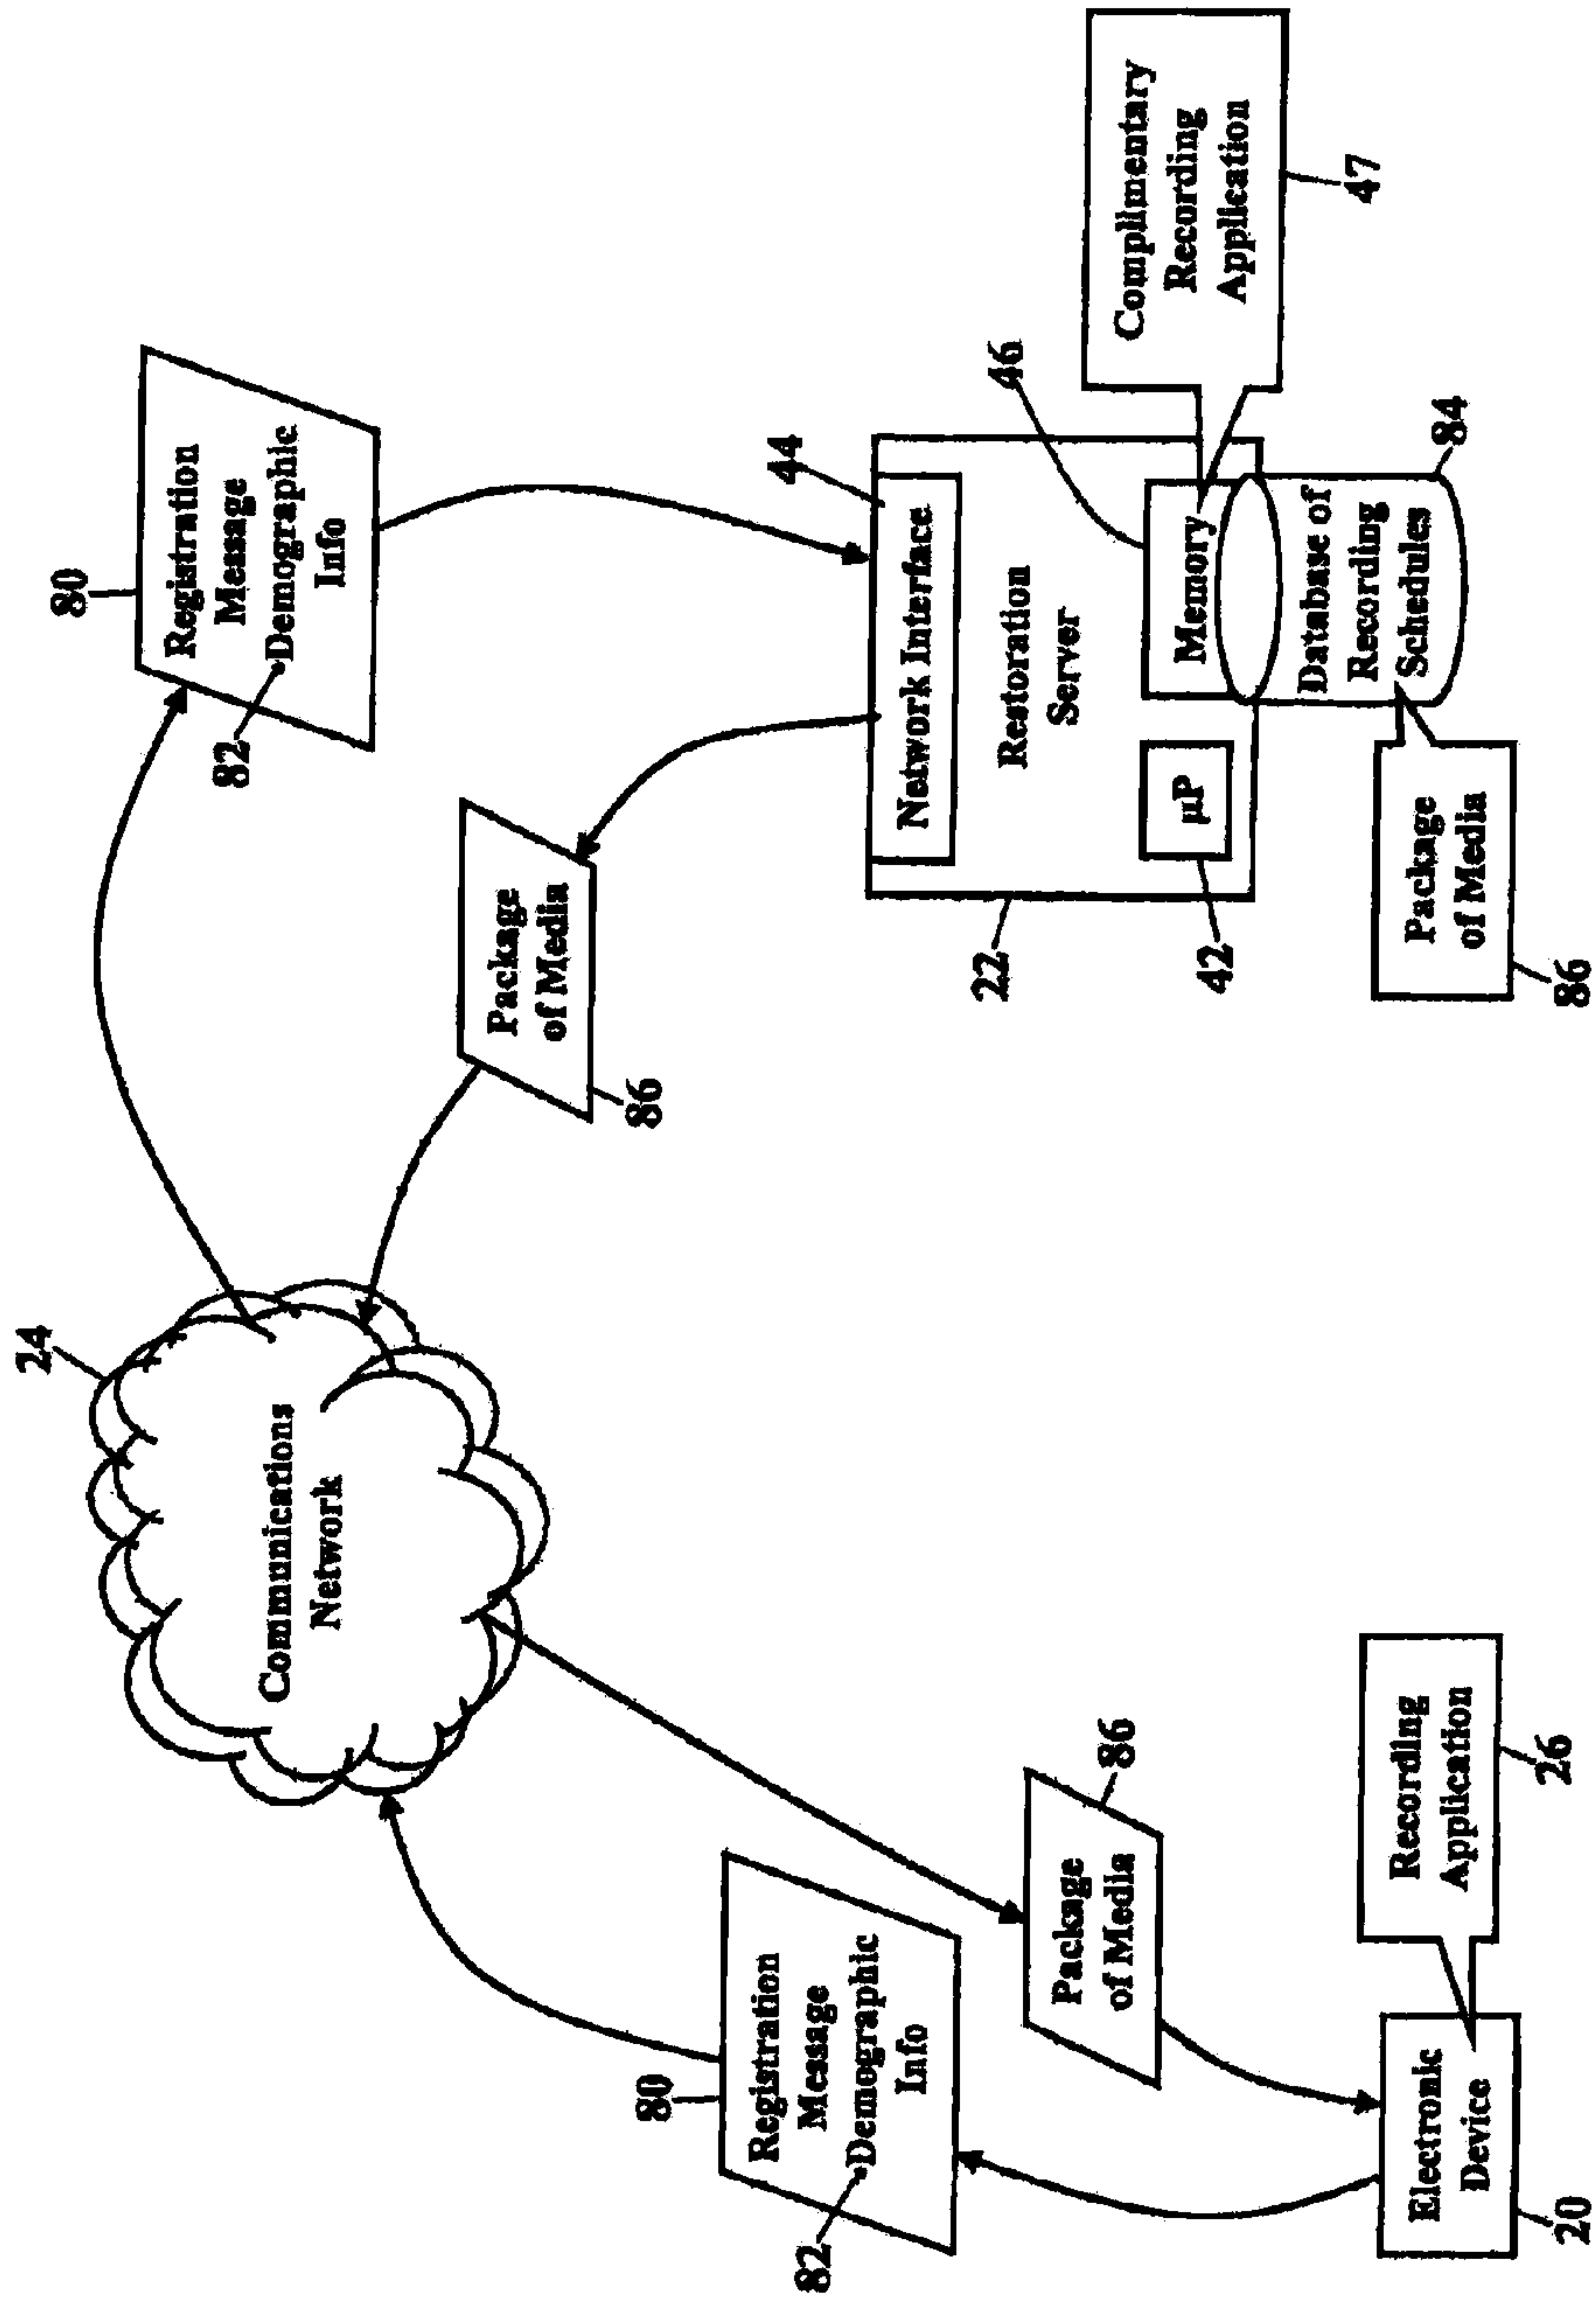 24
Communications
Network
80
Registration
Message
82
Demographic
Info
80
Registration
Message
82
Demographic
Info
Package
of Media
86
Package
of Media
86
44
Network Interface
Restoration
Server
22
46
µP
42
Memory
Complimentary
Recording
Application
47
Database of
Recording
Schedules
84
Package
of Media
86
Electronic
Device
20
Recording
Application
26